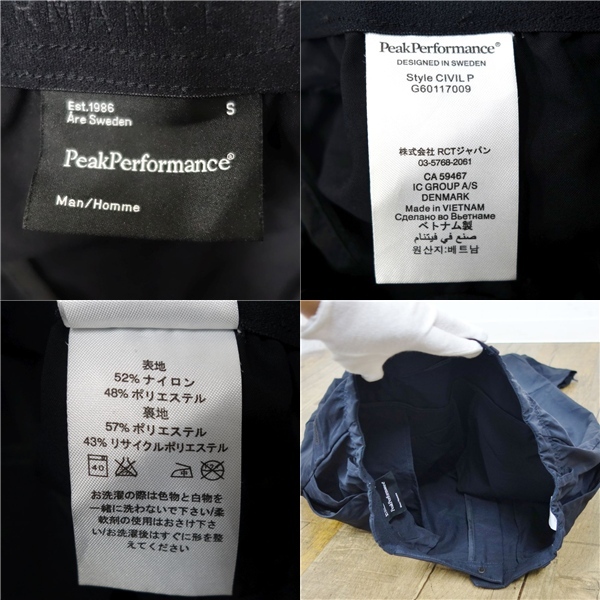 Est.1986
Åre Sweden
S
PeakPerformance®
Man/Homme
PeakPerformance®
DESIGNED IN SWEDEN
Style CIVIL P
G60117009
株式会社 RCTジャパン
03-5768-2061
CA 59467
IC GROUP A/S
DENMARK
Made in VIETNAM
Сделано во Вьетнаме
ベトナム製
صنع في فيتنام
원산지:베트남
表地
52% ナイロン
48% ポリエステル
裏地
57% ポリエステル
43% リサイクルポリエステル
40
お洗濯の際は色物と白物を
一緒に洗わないで下さい/柔
軟剤の使用はおさけ下さ
い/お洗濯後はすぐに形を整
えてください
PeakPerformance